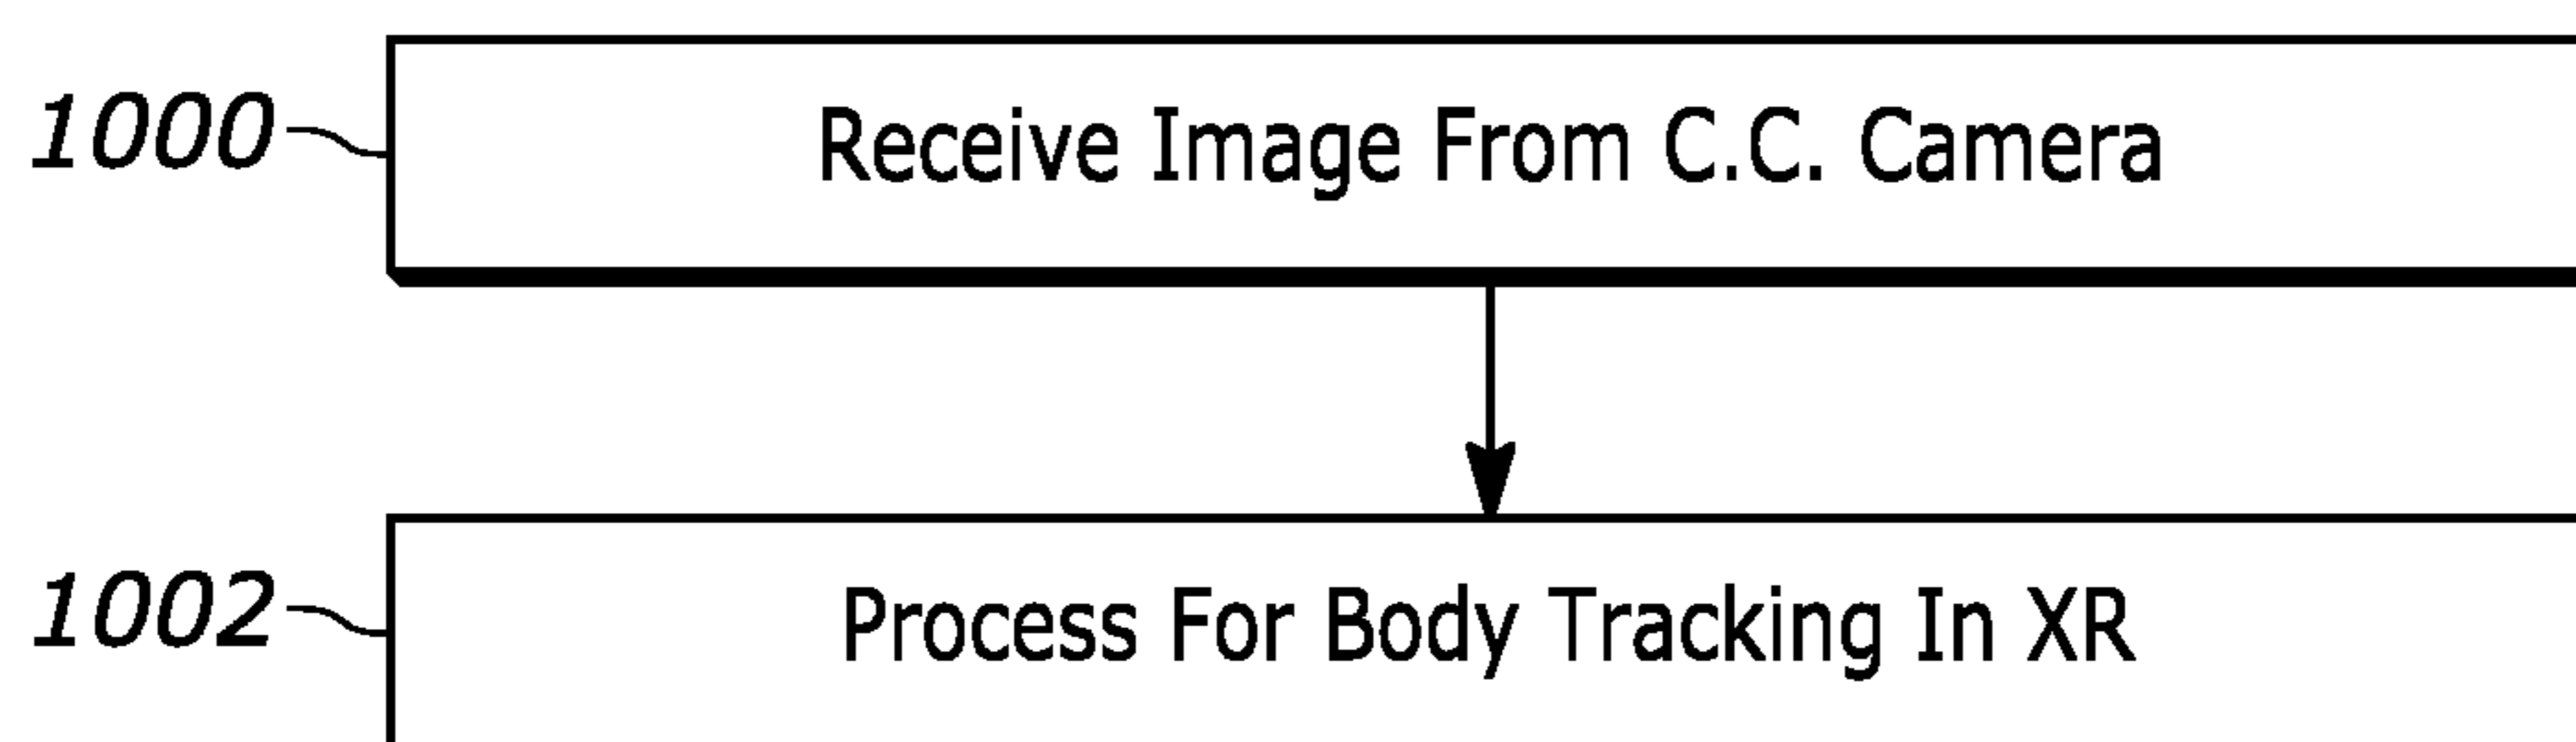 1000 Receive Image From C.C. Camera
1002 Process For Body Tracking In XR